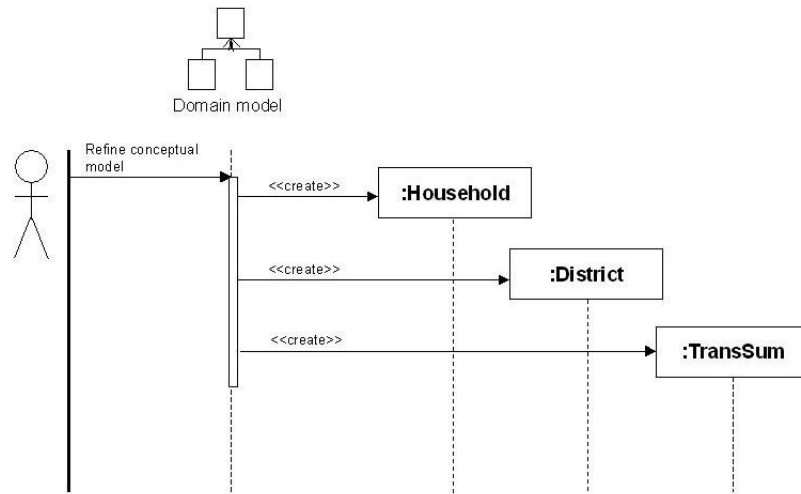 Domain model
Refine conceptual
model
<<create>>
:Household
<<create>>
:District
<<create>>
:TransSum